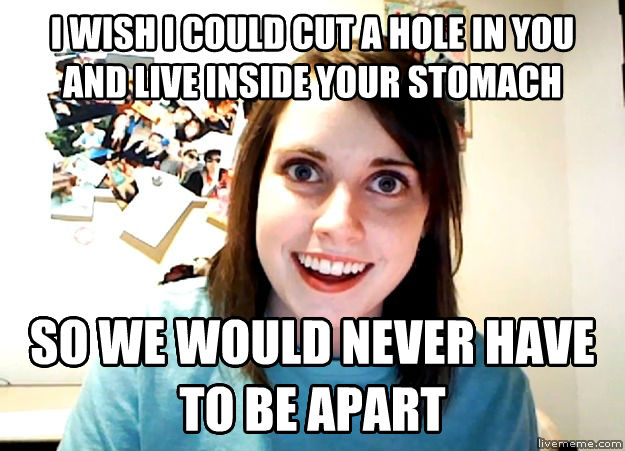 I WISH I COULD CUT A HOLE IN YOU
AND LIVE INSIDE YOUR STOMACH
SO WE WOULD NEVER HAVE
TO BE APART
livememe.com